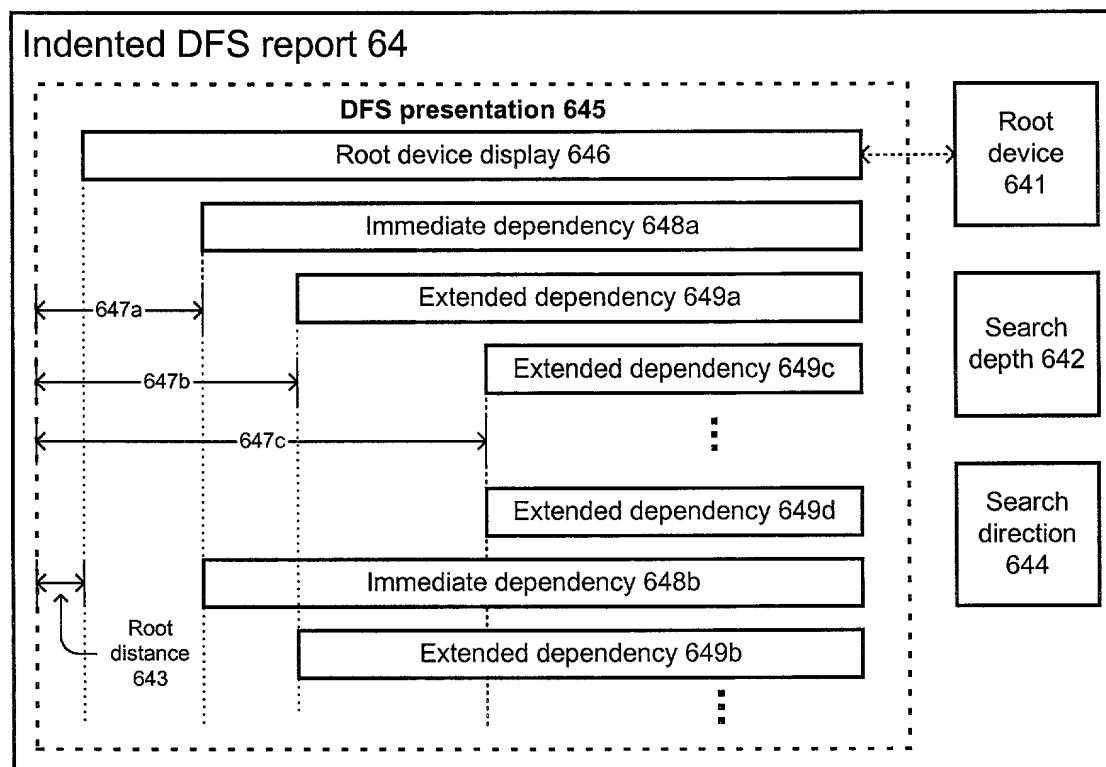 Indented DFS report 64
DFS presentation 645
Root device display 646
Root
device
641
Immediate dependency 648a
647a
Extended dependency 649a
Search
depth 642
647b
Extended dependency 649c
647c
Extended dependency 649d
Search
direction
644
Immediate dependency 648b
Root
distance
643
Extended dependency 649b